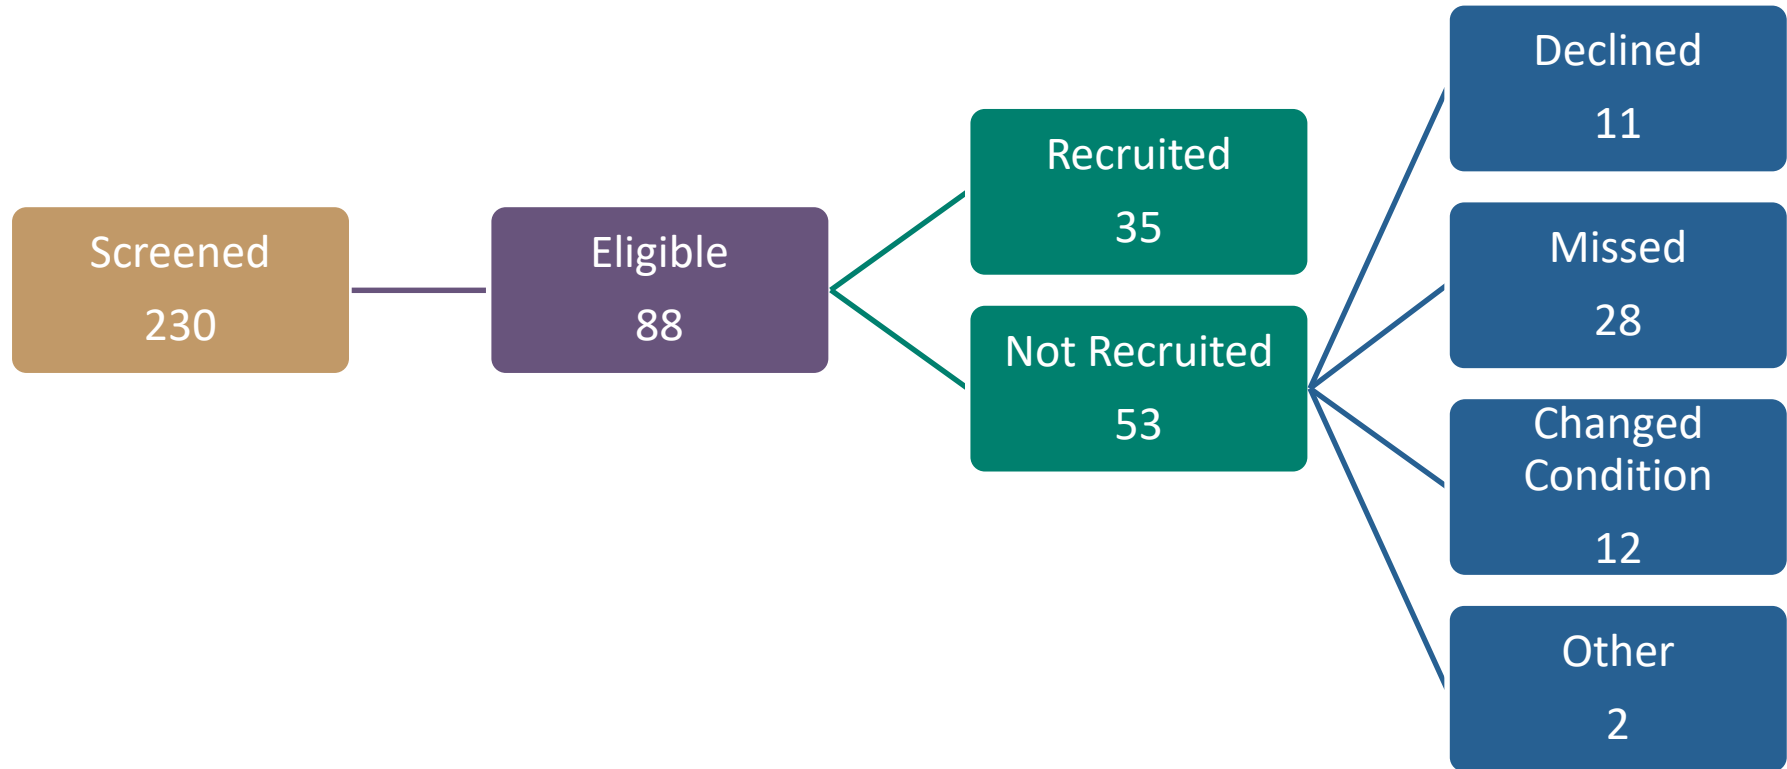 Screened
230
Eligible
88
Recruited
35
Not Recruited
53
Declined
11
Missed
28
Changed
Condition
12
Other
2